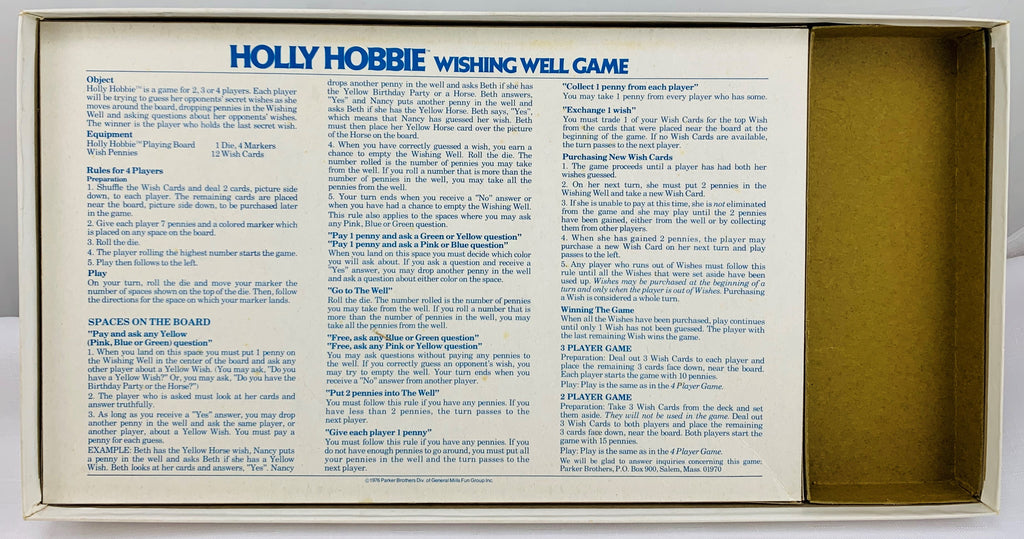 HOLLY HOBBIE™ WISHING WELL GAME
Object
Holly Hobbie™ is a game for 2, 3 or 4 players. Each player
will be trying to guess her opponents' secret wishes as she
moves around the board, dropping pennies in the Wishing
Well and asking questions about her opponents' wishes.
The winner is the player who holds the last secret wish.
Equipment
Holly Hobbie™ Playing Board 1 Die, 4 Markers
Wish Pennies 12 Wish Cards
Rules for 4 Players
Preparation
1. Shuffle the Wish Cards and deal 2 cards, picture side
down, to each player. The remaining cards are placed
near the board, picture side down, to be purchased later
in the game.
2. Give each player 7 pennies and a colored marker which
is placed on any space on the board.
3. Roll the die.
4. The player rolling the highest number starts the game.
5. Play then follows to the left.
Play
On your turn, roll the die and move your marker the
number of spaces shown on the top of the die. Then, follow
the directions for the space on which your marker lands.
SPACES ON THE BOARD
"Pay and ask any Yellow
(Pink, Blue or Green) question"
1. When you land on this space you must put 1 penny on
the Wishing Well in the center of the board and ask any
other player about a Yellow Wish. (You may ask, "Do you
have a Yellow Wish?" Or, you may ask, "Do you have the
Birthday Party or the Horse?")
2. The player who is asked must look at her cards and
answer truthfully.
3. As long as you receive a "Yes" answer, you may drop
another penny in the well and ask the same player, or
another player, about a Yellow Wish. You must pay a
penny for each guess.
EXAMPLE: Beth has the Yellow Horse wish, Nancy puts
a penny in the well and asks Beth if she has a Yellow
Wish. Beth looks at her cards and answers, "Yes". Nancy
drops another penny in the well and asks Beth if she has
the Yellow Birthday Party or a Horse. Beth answers,
"Yes" and Nancy puts another penny in the well and
asks Beth if she has the Yellow Horse. Beth says, "Yes",
which means that Nancy has guessed her wish. Beth
must then place her Yellow Horse card over the picture
of the Horse on the board.
4. When you have correctly guessed a wish, you earn a
chance to empty the Wishing Well. Roll the die. The
number rolled is the number of pennies you may take
from the well. If you roll a number that is more than the
number of pennies in the well, you may take all the
pennies from the well.
5. Your turn ends when you receive a "No" answer or
when you have had a chance to empty the Wishing Well.
This rule also applies to the spaces where you may ask
any Pink, Blue or Green question.
"Pay 1 penny and ask a Green or Yellow question"
"Pay 1 penny and ask a Pink or Blue question"
When you land on this space you must decide which color
you will ask about. If you ask a question and receive a
"Yes" answer, you may drop another penny in the well
and ask a question about either color on the space.
"Go to The Well"
Roll the die. The number rolled is the number of pennies
you may take from the well. If you roll a number that is
more than the number of pennies in the well, you may
take all the pennies from the well.
"Free, ask any Blue or Green question"
"Free, ask any Pink or Yellow question"
You may ask questions without paying any pennies to
the well. If you correctly guess an opponent's wish, you
may try to empty the well. Your turn ends when you
receive a "No" answer from another player.
"Put 2 pennies into The Well"
You must follow this rule if you have any pennies. If you
have less than 2 pennies, the turn passes to the
next player.
"Give each player 1 penny"
You must follow this rule if you have any pennies. If you
do not have enough pennies to go around, you must put all
your pennies in the well and the turn passes to the
next player.
"Collect 1 penny from each player"
You may take 1 penny from every player who has some.
"Exchange 1 wish"
You must trade 1 of your Wish Cards for the top Wish
from the cards that were placed near the board at the
beginning of the game. If no Wish Cards are available,
the turn passes to the next player.
Purchasing New Wish Cards
1. The game proceeds until a player has had both her
wishes guessed.
2. On her next turn, she must put 2 pennies in the
Wishing Well and take a new Wish Card.
3. If she is unable to pay at this time, she is not eliminated
from the game and she may play until the 2 pennies
have been gained, either from the well or by collecting
them from other players.
4. When she has gained 2 pennies, the player may
purchase a new Wish Card on her next turn and play
passes to the left.
5. Any player who runs out of Wishes must follow this
rule until all the Wishes that were set aside have been
used up. Wishes may be purchased at the beginning of a
turn and only when the player is out of Wishes. Purchasing
a Wish is considered a whole turn.
Winning The Game
When all the Wishes have been purchased, play continues
until only 1 Wish has not been guessed. The player with
the last remaining Wish wins the game.
3 PLAYER GAME
Preparation: Deal out 3 Wish Cards to each player and
place the remaining 3 cards face down, near the board.
Each player starts the game with 10 pennies.
Play: Play is the same as in the 4 Player Game.
2 PLAYER GAME
Preparation: Take 3 Wish Cards from the deck and set
them aside. They will not be used in the game. Deal out
3 Wish Cards to both players and place the remaining
3 cards face down, near the board. Both players start the
game with 15 pennies.
Play: Play is the same as in the 4 Player Game.
We will be glad to answer inquiries concerning this game;
Parker Brothers, P.O. Box 900, Salem, Mass. 01970
©1976 Parker Brothers Div. of General Mills Fun Group Inc.